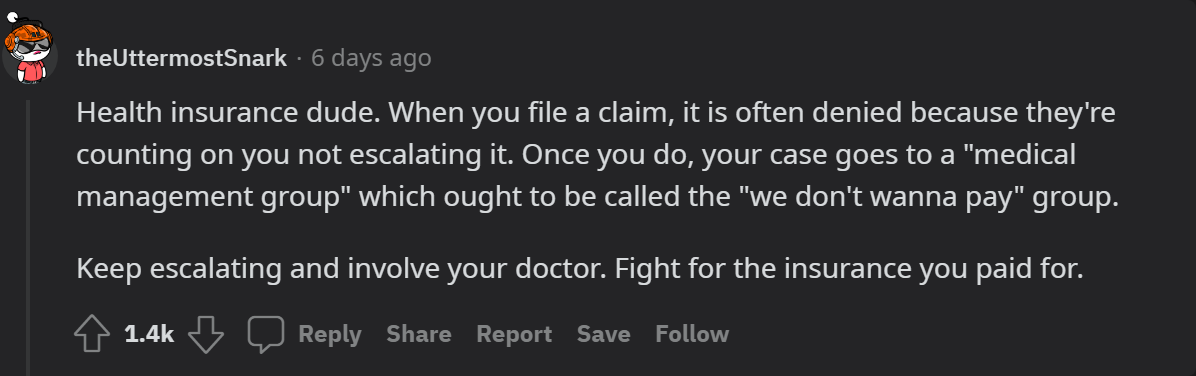 theUttermostSnark · 6 days ago
Health insurance dude. When you file a claim, it is often denied because they're
counting on you not escalating it. Once you do, your case goes to a "medical
management group" which ought to be called the "we don't wanna pay" group.
Keep escalating and involve your doctor. Fight for the insurance you paid for.
1.4k Reply Share Report Save Follow